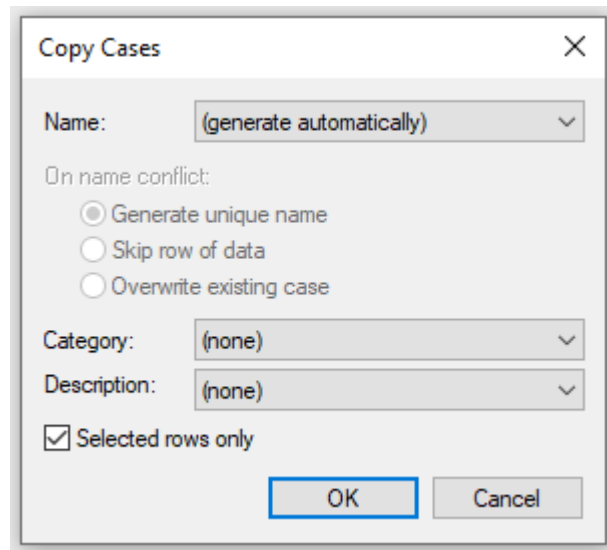 Copy Cases
Name: (generate automatically)
On name conflict:
Generate unique name
Skip row of data
Overwrite existing case
Category: (none)
Description: (none)
Selected rows only
OK Cancel